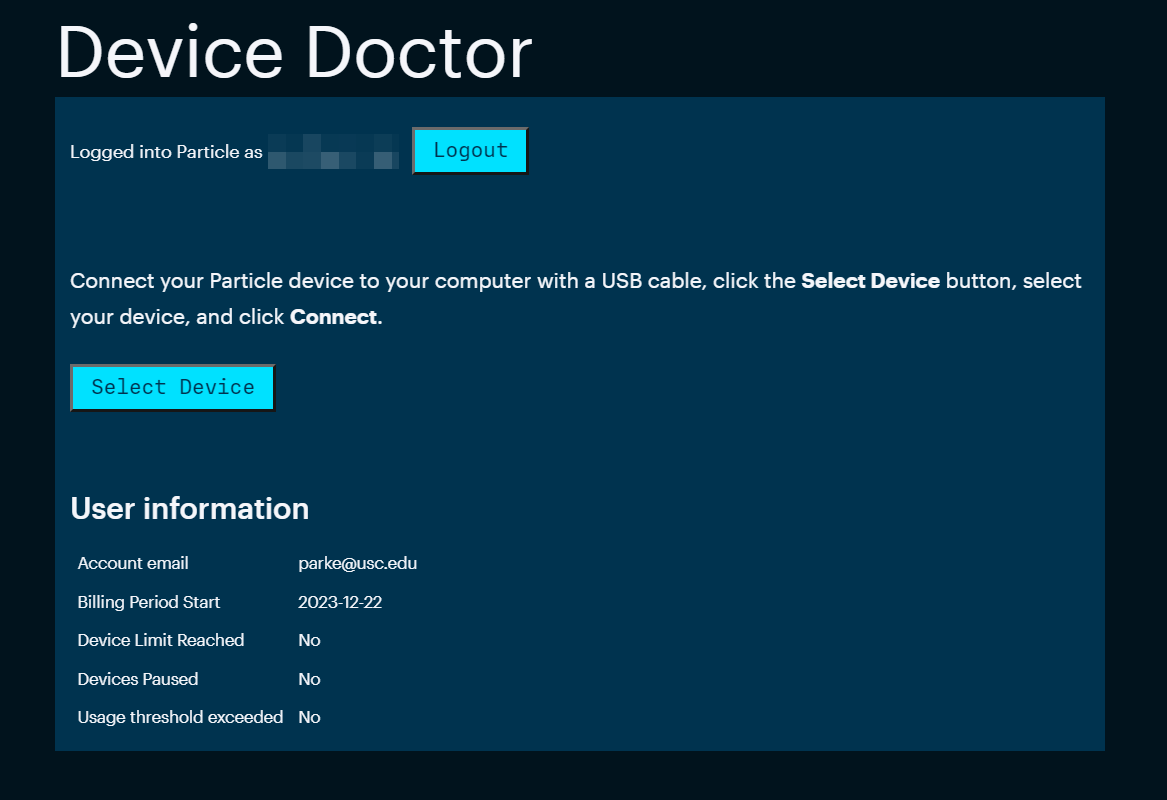 Device Doctor
Logged into Particle as
Logout
Connect your Particle device to your computer with a USB cable, click the Select Device button, select
your device, and click Connect.
Select Device
User information
Account email parke@usc.edu
Billing Period Start 2023-12-22
Device Limit Reached No
Devices Paused No
Usage threshold exceeded No